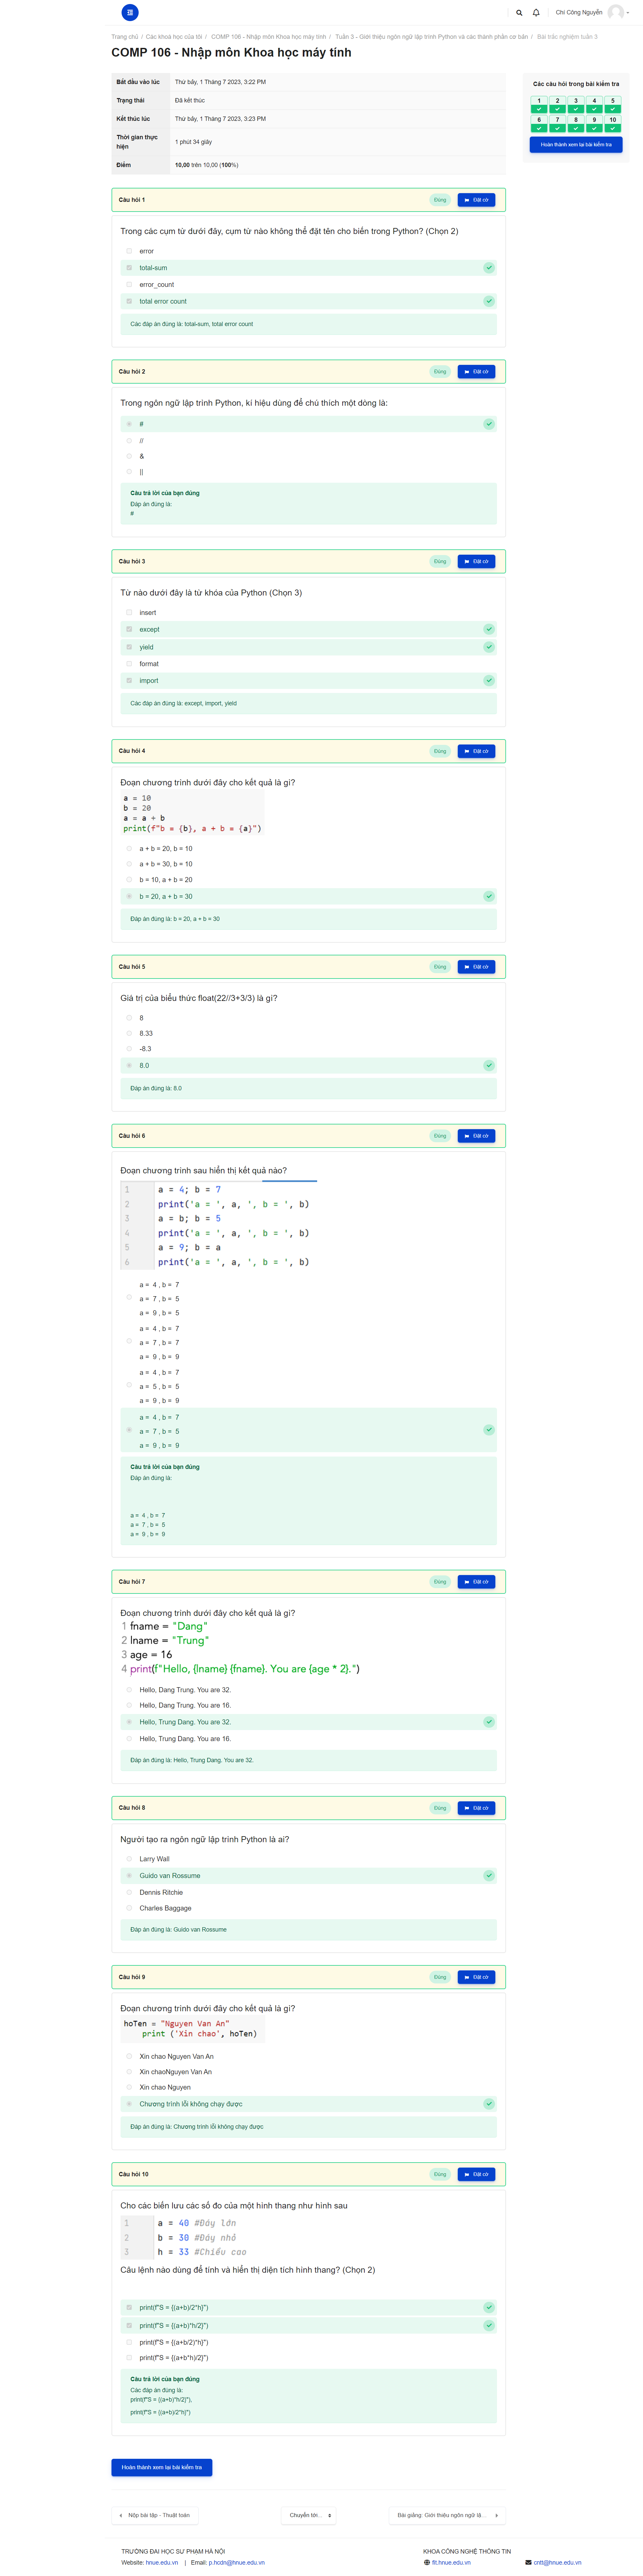 Chí Công Nguyễn
Trang chủ / Các khoá học của tôi / COMP 106 - Nhập môn Khoa học máy tính / Tuần 3 - Giới thiệu ngôn ngữ lập trình Python và các thành phần cơ bản / Bài trắc nghiệm tuần 3
COMP 106 - Nhập môn Khoa học máy tính
Bắt đầu vào lúc Thứ bảy, 1 Tháng 7 2023, 3:22 PM
Trạng thái Đã kết thúc
Kết thúc lúc Thứ bảy, 1 Tháng 7 2023, 3:23 PM
Thời gian thực hiện 1 phút 34 giây
Điểm 10,00 trên 10,00 (100%)
Các câu hỏi trong bài kiểm tra
1 2 3 4 5
6 7 8 9 10
Hoàn thành xem lại bài kiểm tra
Câu hỏi 1 Đúng Đặt cờ
Trong các cụm từ dưới đây, cụm từ nào không thể đặt tên cho biến trong Python? (Chọn 2)
error
total-sum
error_count
total error count
Các đáp án đúng là: total-sum, total error count
Câu hỏi 2 Đúng Đặt cờ
Trong ngôn ngữ lập trình Python, kí hiệu dùng để chú thích một dòng là:
#
//
&
||
Câu trả lời của bạn đúng
Đáp án đúng là:
#
Câu hỏi 3 Đúng Đặt cờ
Từ nào dưới đây là từ khóa của Python (Chọn 3)
insert
except
yield
format
import
Các đáp án đúng là: except, import, yield
Câu hỏi 4 Đúng Đặt cờ
Đoạn chương trình dưới đây cho kết quả là gì?
a = 10
b = 20
a = a + b
print(f"b = {b}, a + b = {a}")
a + b = 20, b = 10
a + b = 30, b = 10
b = 10, a + b = 20
b = 20, a + b = 30
Đáp án đúng là: b = 20, a + b = 30
Câu hỏi 5 Đúng Đặt cờ
Giá trị của biểu thức float(22//3+3/3) là gì?
8
8.33
-8.3
8.0
Đáp án đúng là: 8.0
Câu hỏi 6 Đúng Đặt cờ
Đoạn chương trình sau hiển thị kết quả nào?
1 a = 4; b = 7
2 print('a = ', a, ', b = ', b)
3 a = b; b = 5
4 print('a = ', a, ', b = ', b)
5 a = 9; b = a
6 print('a = ', a, ', b = ', b)
a = 4 , b = 7
a = 7 , b = 5
a = 9 , b = 5
a = 4 , b = 7
a = 7 , b = 7
a = 9 , b = 9
a = 4 , b = 7
a = 5 , b = 5
a = 9 , b = 9
a = 4 , b = 7
a = 7 , b = 5
a = 9 , b = 9
Câu trả lời của bạn đúng
Đáp án đúng là:
a = 4 , b = 7
a = 7 , b = 5
a = 9 , b = 9
Câu hỏi 7 Đúng Đặt cờ
Đoạn chương trình dưới đây cho kết quả là gì?
1 fname = "Dang"
2 lname = "Trung"
3 age = 16
4 print(f"Hello, {lname} {fname}. You are {age * 2}.")
Hello, Dang Trung. You are 32.
Hello, Dang Trung. You are 16.
Hello, Trung Dang. You are 32.
Hello, Trung Dang. You are 16.
Đáp án đúng là: Hello, Trung Dang. You are 32.
Câu hỏi 8 Đúng Đặt cờ
Người tạo ra ngôn ngữ lập trình Python là ai?
Larry Wall
Guido van Rossume
Dennis Ritchie
Charles Baggage
Đáp án đúng là: Guido van Rossume
Câu hỏi 9 Đúng Đặt cờ
Đoạn chương trình dưới đây cho kết quả là gì?
hoTen = "Nguyen Van An"
print ('Xin chao', hoTen)
Xin chao Nguyen Van An
Xin chaoNguyen Van An
Xin chao Nguyen
Chương trình lỗi không chạy được
Đáp án đúng là: Chương trình lỗi không chạy được
Câu hỏi 10 Đúng Đặt cờ
Cho các biến lưu các số đo của một hình thang như hình sau
1 a = 40 #Đáy lớn
2 b = 30 #Đáy nhỏ
3 h = 33 #Chiều cao
Câu lệnh nào dùng để tính và hiển thị diện tích hình thang? (Chọn 2)
print(f"S = {(a+b)/2*h}")
print(f"S = {(a+b)*h/2}")
print(f"S = {(a+b/2)*h}")
print(f"S = {(a+b*h)/2}")
Câu trả lời của bạn đúng
Các đáp án đúng là:
print(f"S = {(a+b)*h/2}"),
print(f"S = {(a+b)/2*h}")
Hoàn thành xem lại bài kiểm tra
Nộp bài tập - Thuật toán
Chuyển tới...
Bài giảng: Giới thiệu ngôn ngữ lậ...
TRƯỜNG ĐẠI HỌC SƯ PHẠM HÀ NỘI
Website: hnue.edu.vn | Email: p.hcdn@hnue.edu.vn
KHOA CÔNG NGHỆ THÔNG TIN
fit.hnue.edu.vn cntt@hnue.edu.vn